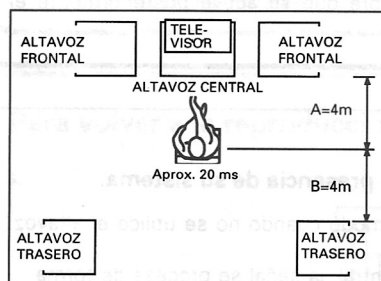 TELE-
VISOR
ALTAVOZ
FRONTAL
ALTAVOZ
FRONTAL
ALTAVOZ CENTRAL
A=4m
Aprox. 20 ms
B=4m
ALTAVOZ
TRASERO
ALTAVOZ
TRASERO